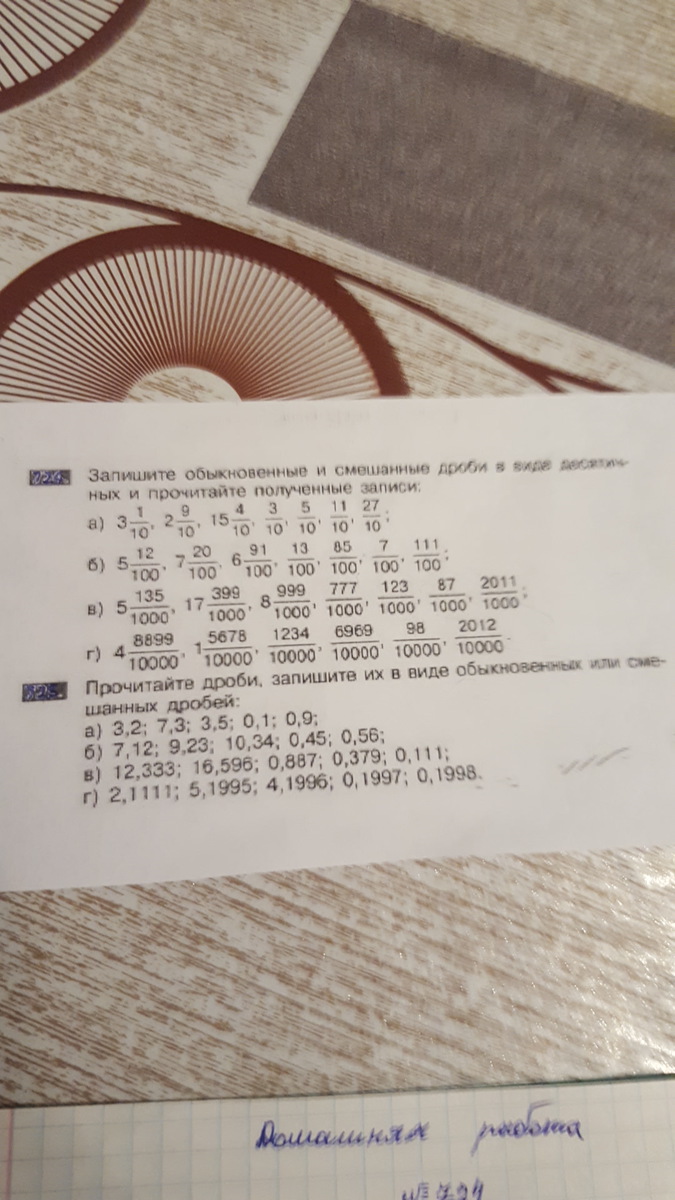 724. Запишите обыкновенные и смешанные дроби в виде десятич-
ных и прочитайте полученные записи:
а) 3 1/10, 2 9/10, 15 4/10, 3/10, 5/10, 11/10, 27/10;
б) 5 12/100, 7 20/100, 6 91/100, 13/100, 85/100, 7/100, 111/100;
в) 5 135/1000, 17 399/1000, 8 999/1000, 777/1000, 123/1000, 87/1000, 2011/1000;
г) 4 8899/10000, 1 5678/10000, 1234/10000, 6969/10000, 98/10000, 2012/10000.
Прочитайте дроби, запишите их в виде обыкновенных или сме-
шанных дробей:
а) 3,2; 7,3; 3,5; 0,1; 0,9;
б) 7,12; 9,23; 10,34; 0,45; 0,56;
в) 12,333; 16,596; 0,887; 0,379; 0,111;
г) 2,1111; 5,1995; 4,1996; 0,1997; 0,1998.
Домашняя работа
№ 724